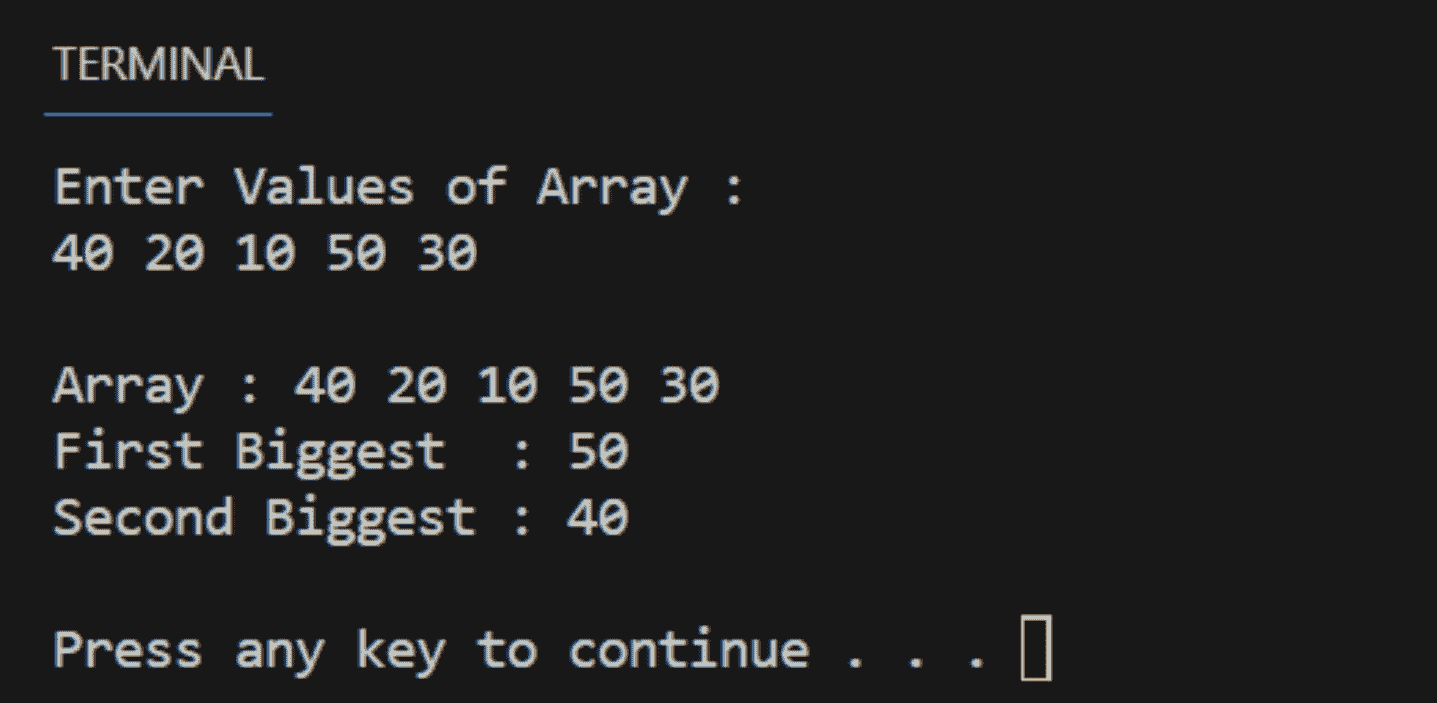 TERMINAL
Enter Values of Array :
40 20 10 50 30
Array : 40 20 10 50 30
First Biggest  : 50
Second Biggest : 40
Press any key to continue . . .